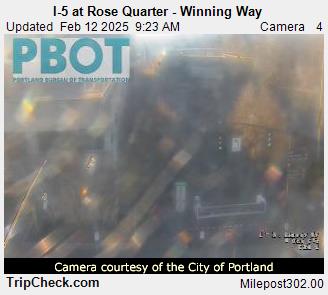 I-5 at Rose Quarter - Winning Way
Updated  Feb 12 2025  9:23 AM
Camera   4
PBOT
PORTLAND BUREAU OF TRANSPORTATION
Camera courtesy of the City of Portland
TripCheck.com
Milepost302.00